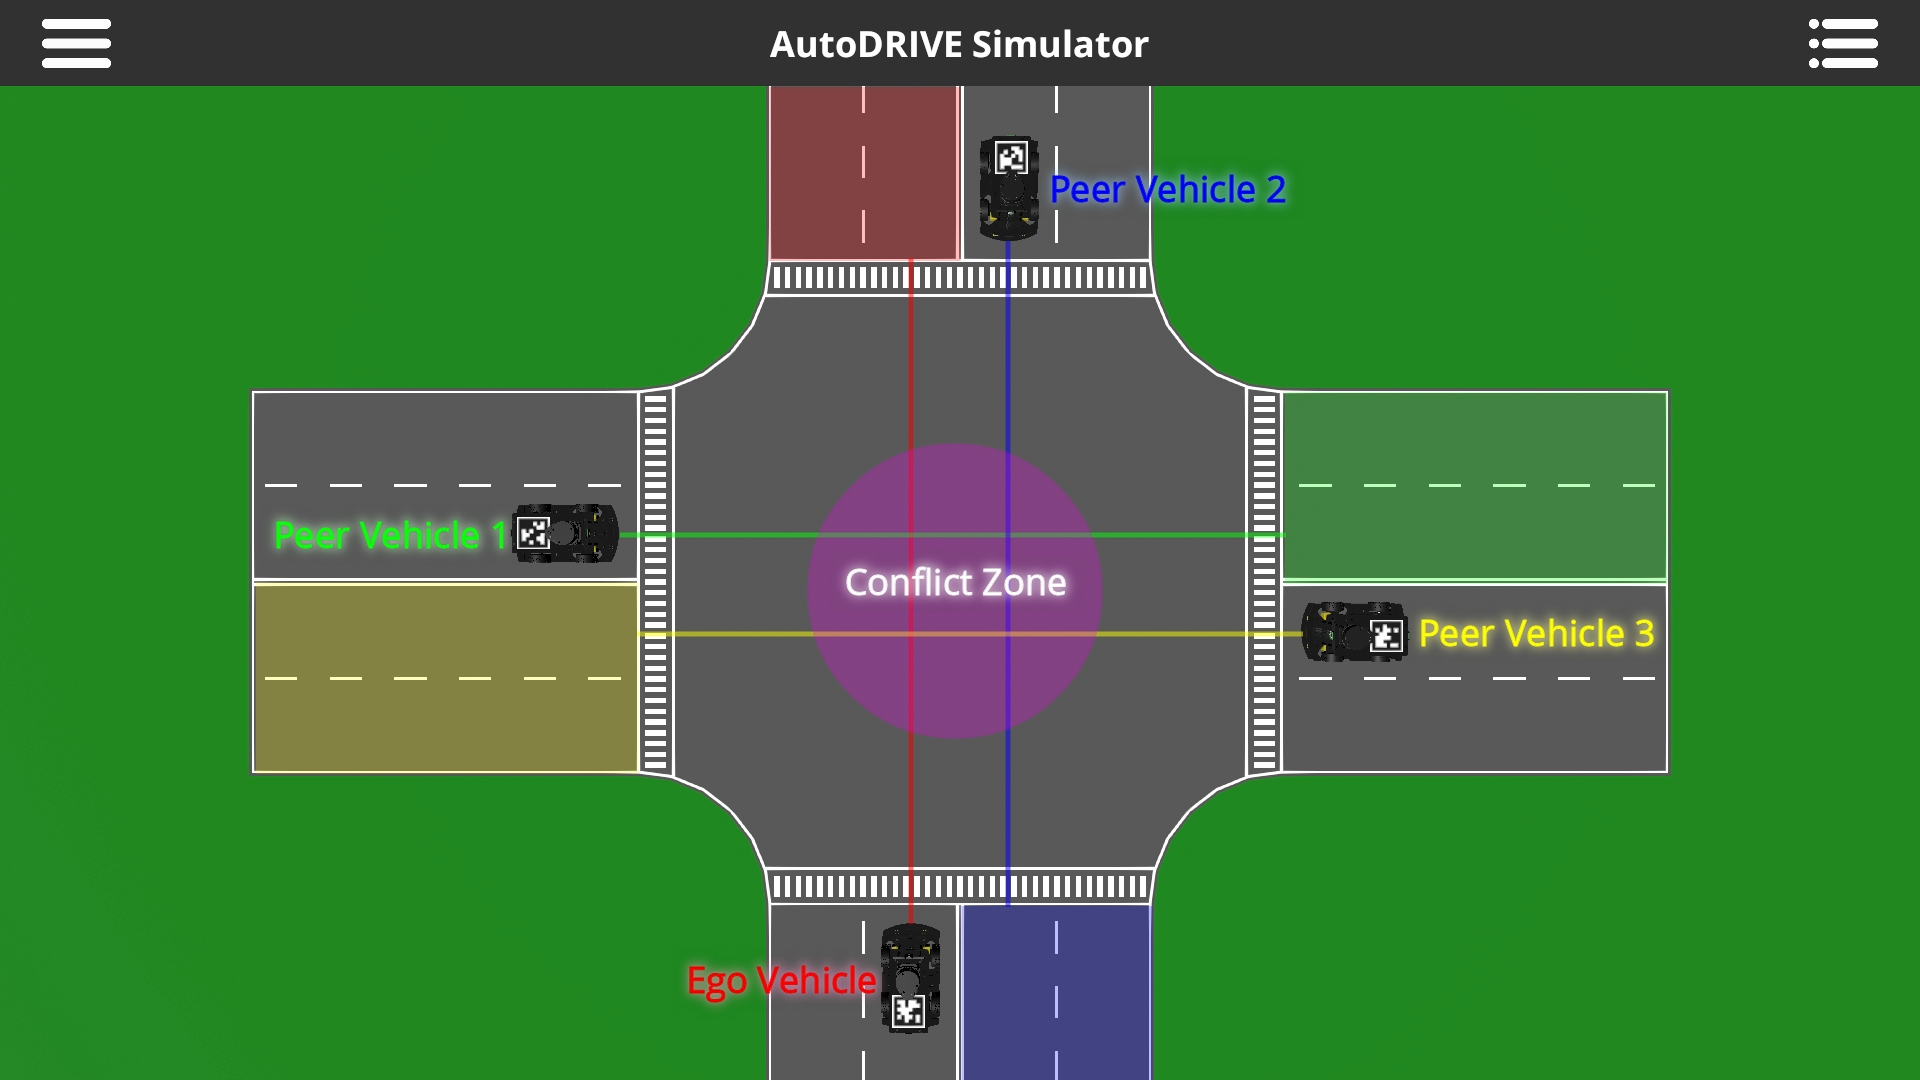 AutoDRIVE Simulator
Peer Vehicle 2
Peer Vehicle 1
Conflict Zone
Peer Vehicle 3
Ego Vehicle